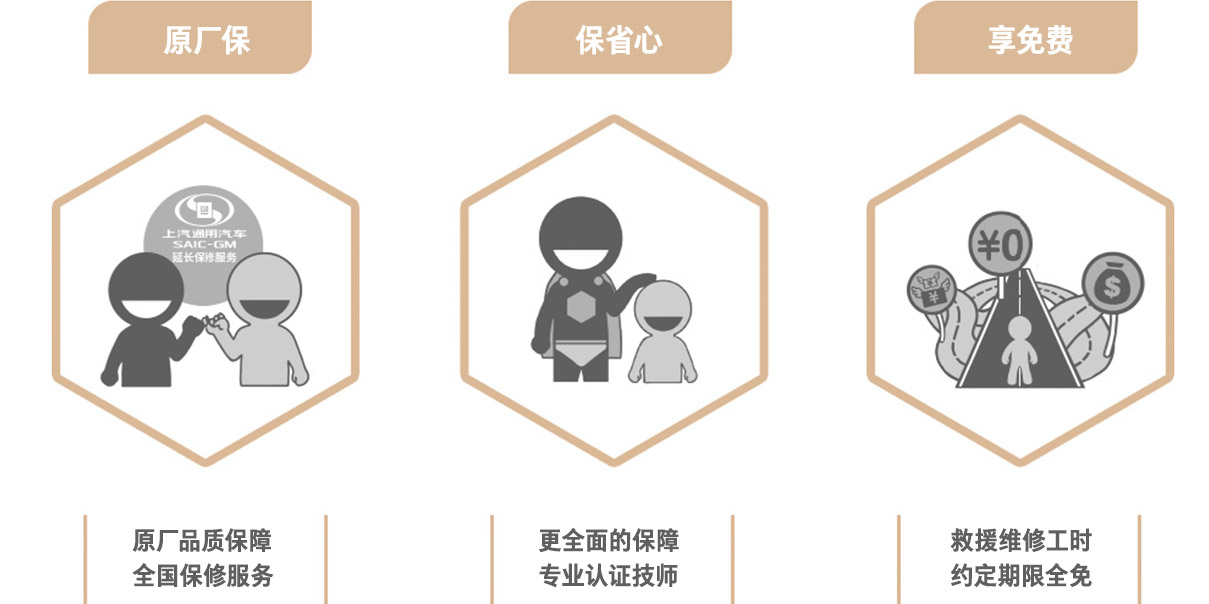 原厂保
保省心
享免费
上汽通用汽车
SAIC-GM
延长保修服务
¥0
¥
$
原厂品质保障
全国保修服务
更全面的保障
专业认证技师
救援维修工时
约定期限全免